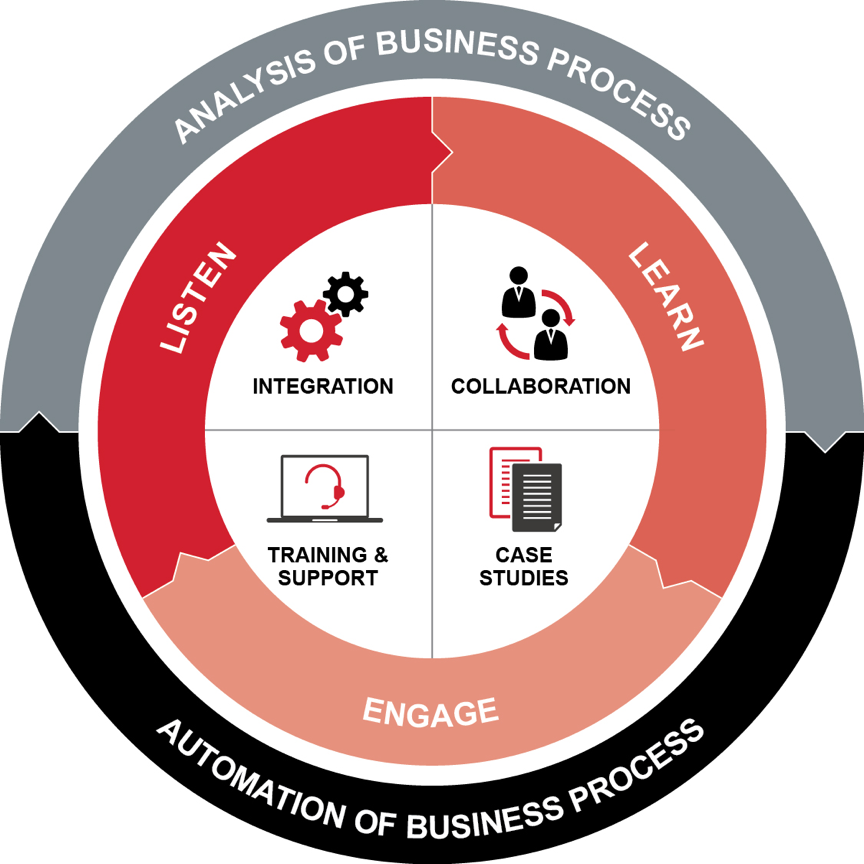 ANALYSIS OF BUSINESS PROCESS
LISTEN
LEARN
INTEGRATION
COLLABORATION
TRAINING &
SUPPORT
CASE
STUDIES
ENGAGE
AUTOMATION OF BUSINESS PROCESS